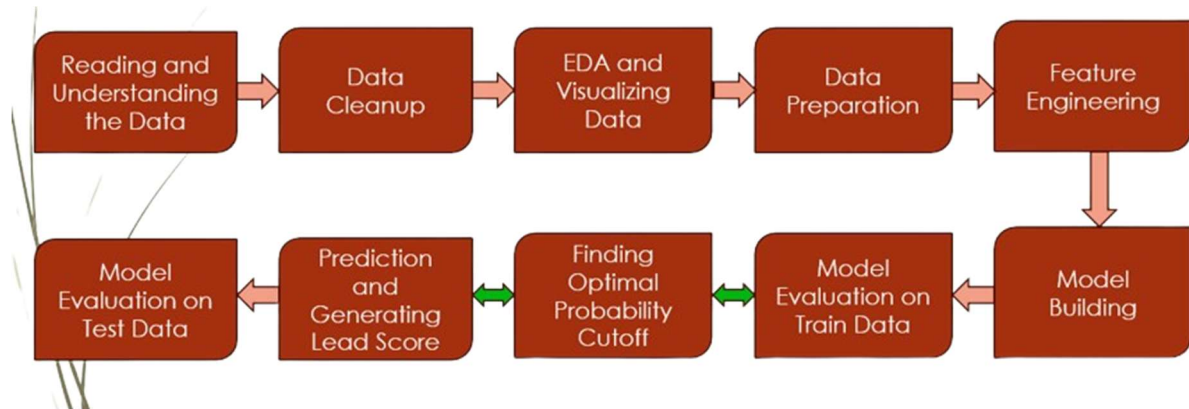 Reading and
Understanding
the Data
Data
Cleanup
EDA and
Visualizing
Data
Data
Preparation
Feature
Engineering
Model
Evaluation on
Test Data
Prediction
and
Generating
Lead Score
Finding
Optimal
Probability
Cutoff
Model
Evaluation on
Train Data
Model
Building